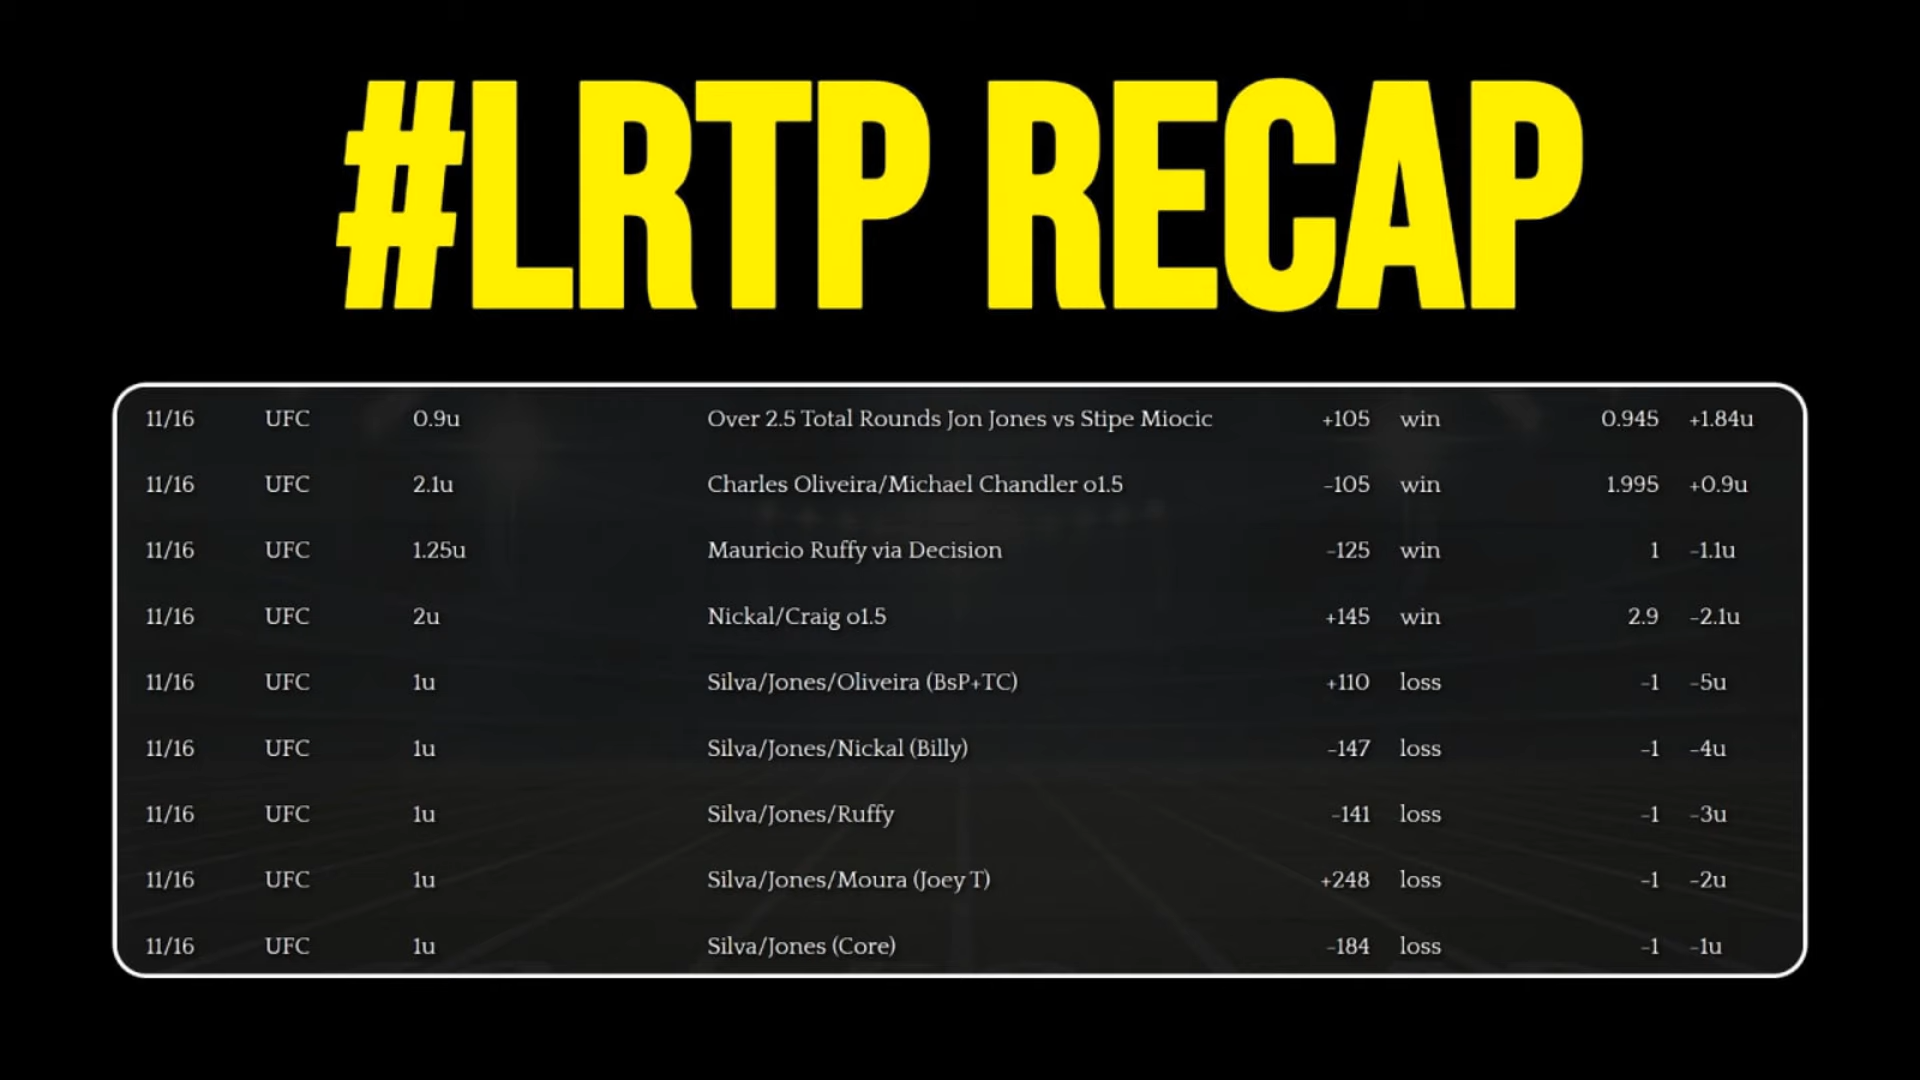 #LRTP RECAP
11/16 UFC 0.9u Over 2.5 Total Rounds Jon Jones vs Stipe Miocic +105 win 0.945 +1.84u
11/16 UFC 2.1u Charles Oliveira/Michael Chandler o1.5 -105 win 1.995 +0.9u
11/16 UFC 1.25u Mauricio Ruffy via Decision -125 win 1 -1.1u
11/16 UFC 2u Nickal/Craig o1.5 +145 win 2.9 -2.1u
11/16 UFC 1u Silva/Jones/Oliveira (BsP+TC) +110 loss -1 -5u
11/16 UFC 1u Silva/Jones/Nickal (Billy) -147 loss -1 -4u
11/16 UFC 1u Silva/Jones/Ruffy -141 loss -1 -3u
11/16 UFC 1u Silva/Jones/Moura (Joey T) +248 loss -1 -2u
11/16 UFC 1u Silva/Jones (Core) -184 loss -1 -1u